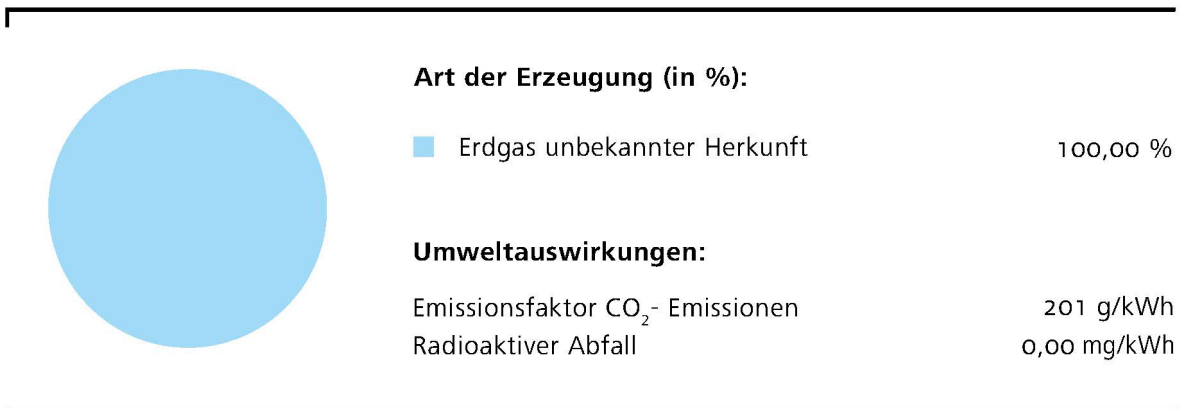 Art der Erzeugung (in %):
Erdgas unbekannter Herkunft 100,00 %
Umweltauswirkungen:
Emissionsfaktor CO₂- Emissionen 201 g/kWh
Radioaktiver Abfall 0,00 mg/kWh